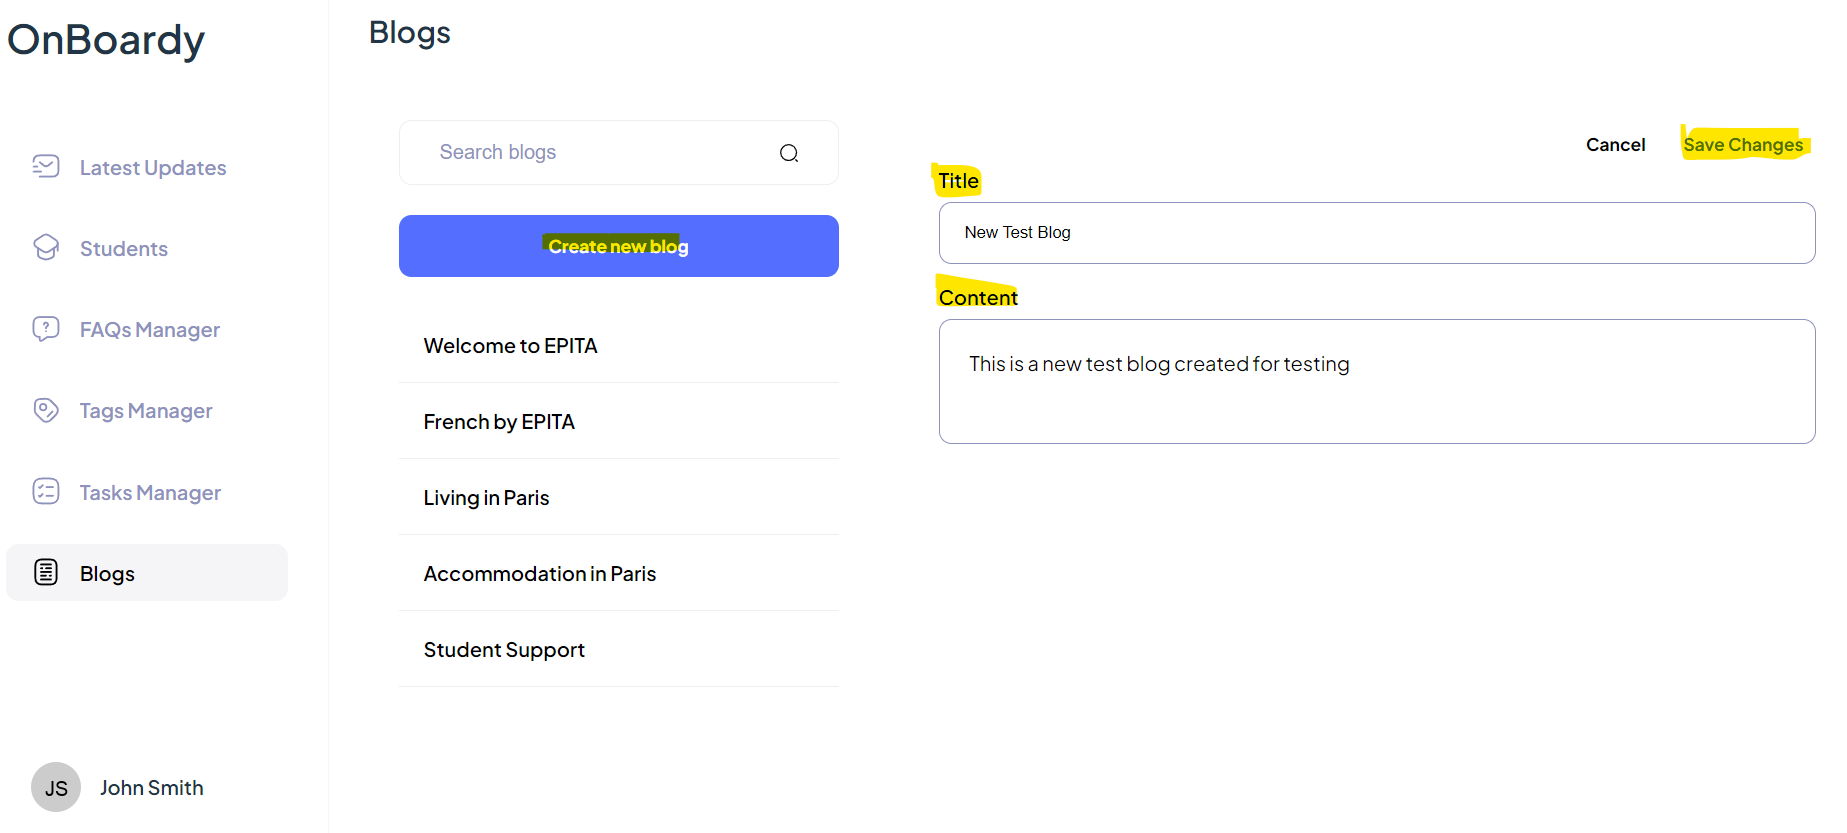 OnBoardy
Latest Updates
Students
FAQs Manager
Tags Manager
Tasks Manager
Blogs
JS
John Smith
Blogs
Search blogs
Create new blog
Welcome to EPITA
French by EPITA
Living in Paris
Accommodation in Paris
Student Support
Cancel
Save Changes
Title
New Test Blog
Content
This is a new test blog created for testing